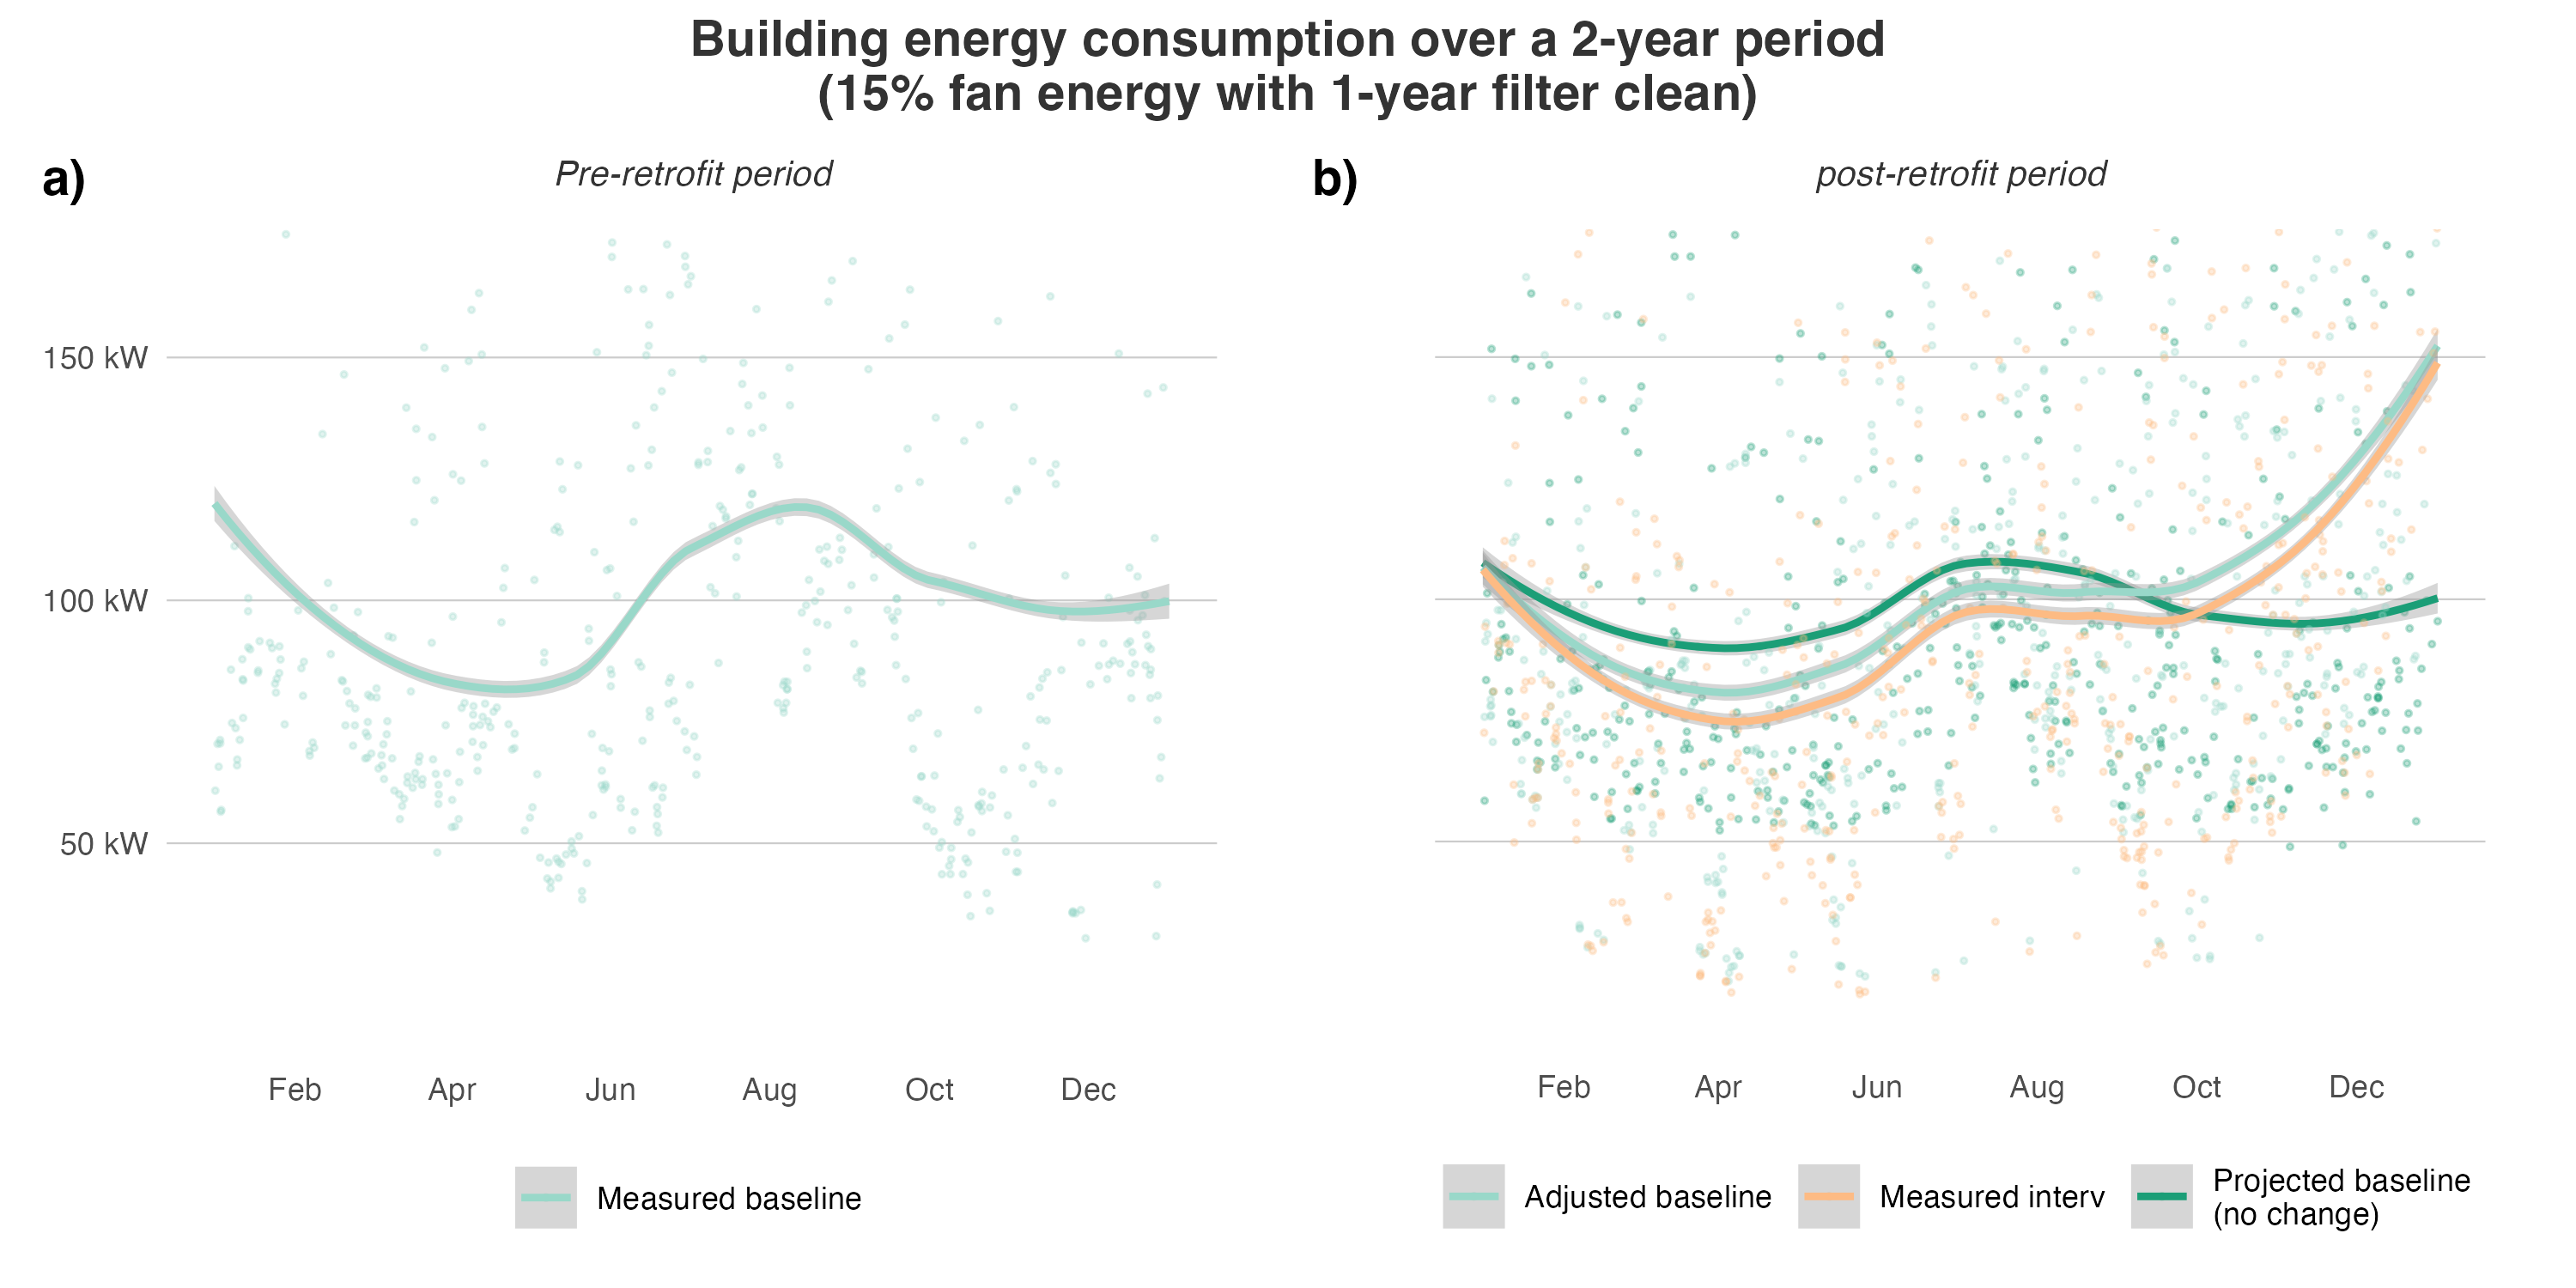 Building energy consumption over a 2-year period
(15% fan energy with 1-year filter clean)
a)
Pre-retrofit period
150 kW
100 kW
50 kW
Feb Apr Jun Aug Oct Dec
Measured baseline
b)
post-retrofit period
Feb Apr Jun Aug Oct Dec
Adjusted baseline
Measured interv
Projected baseline
(no change)